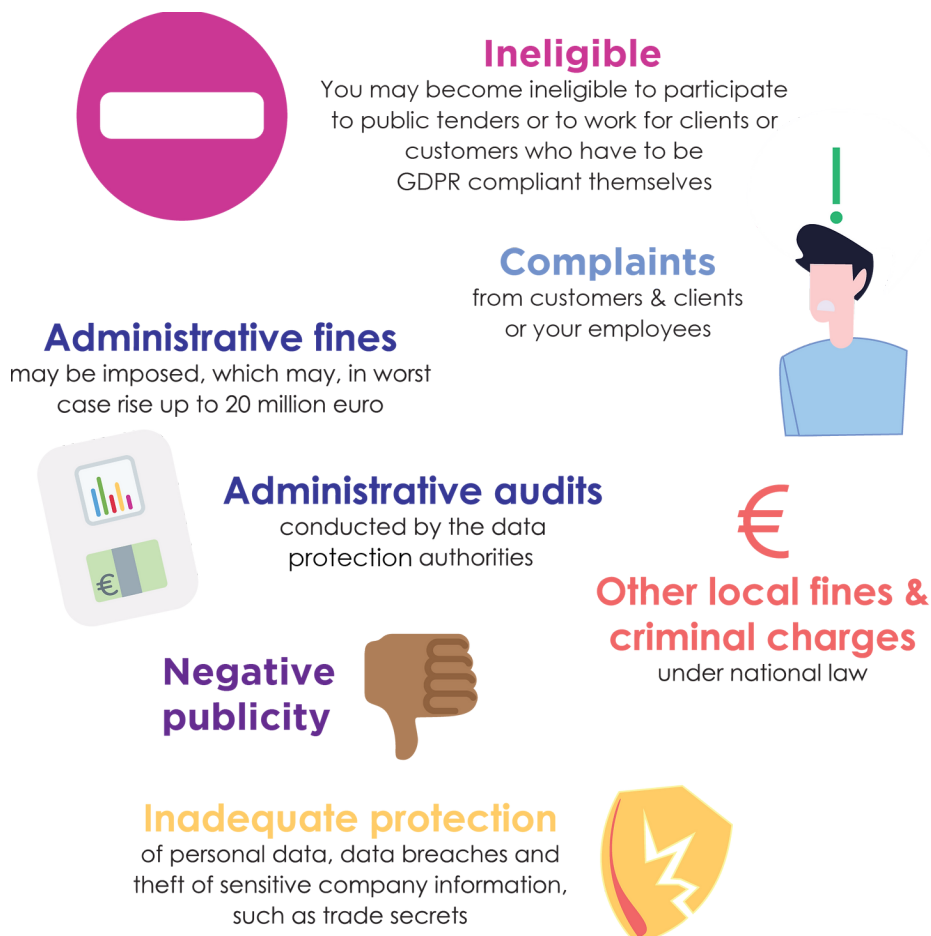 Ineligible
You may become ineligible to participate
to public tenders or to work for clients or
customers who have to be
GDPR compliant themselves
!
Complaints
from customers & clients
or your employees
Administrative fines
may be imposed, which may, in worst
case rise up to 20 million euro
€
Administrative audits
conducted by the data
protection authorities
€
Other local fines &
criminal charges
under national law
Negative
publicity
Inadequate protection
of personal data, data breaches and
theft of sensitive company information,
such as trade secrets